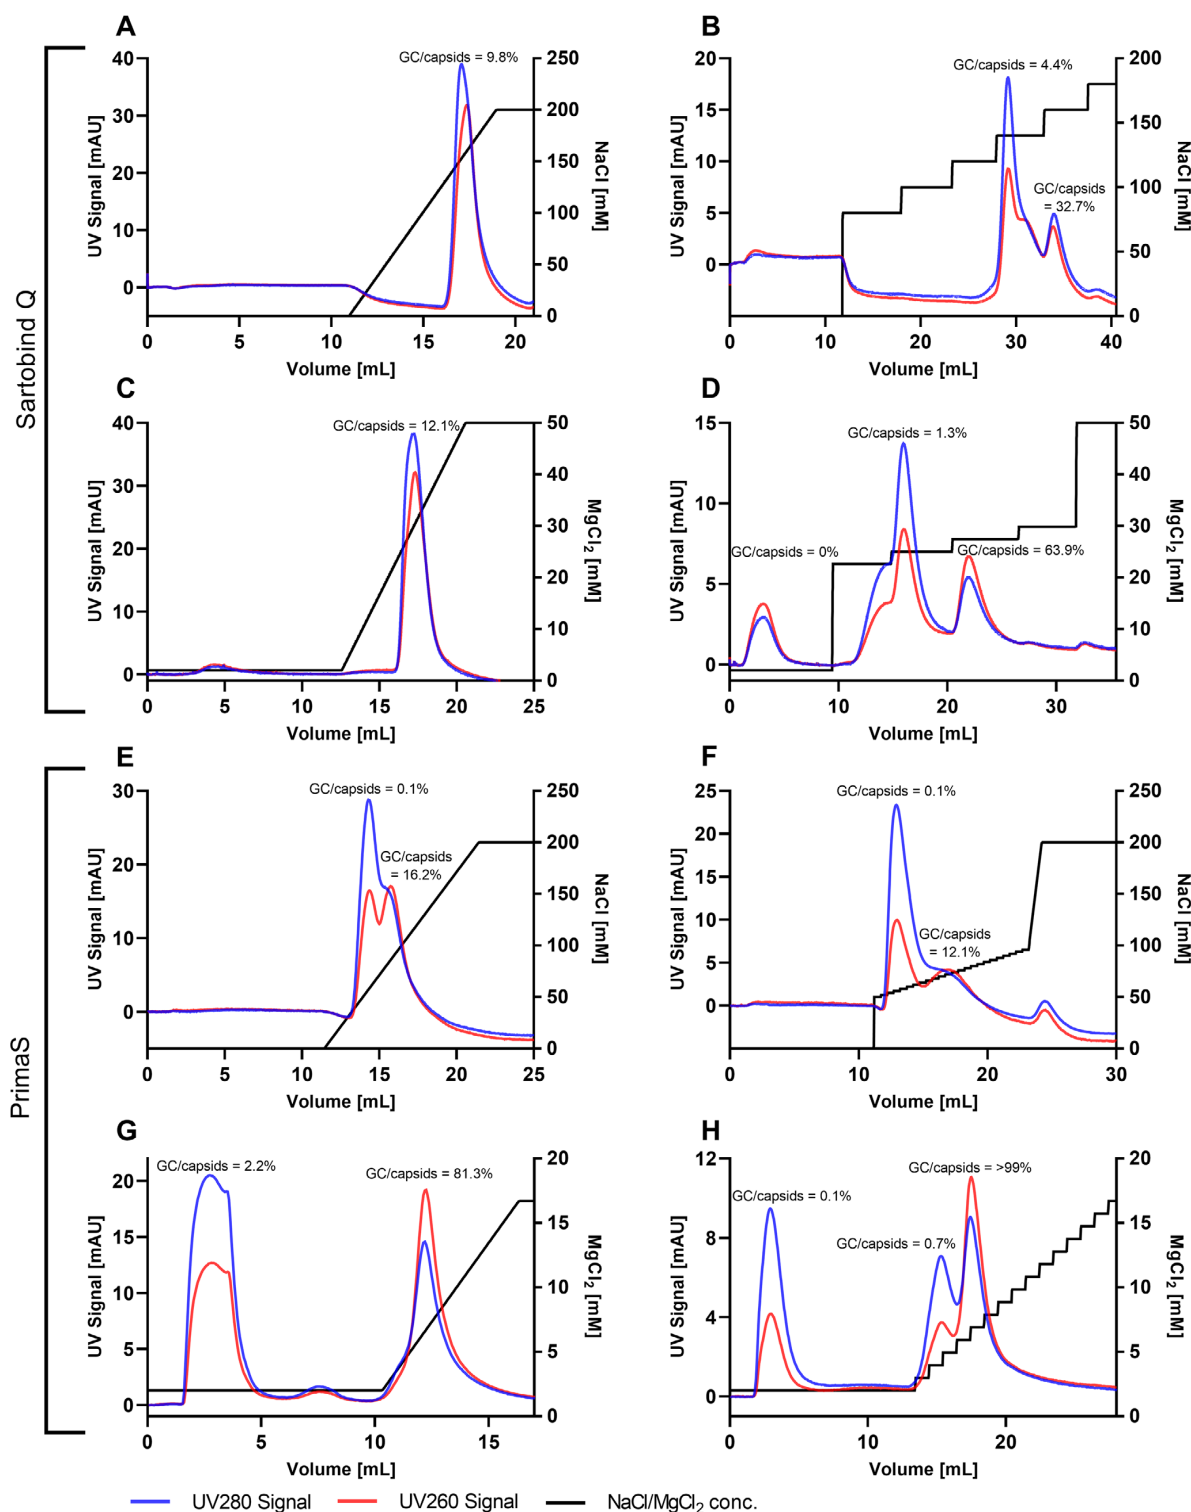 Sartobind Q
A
GC/capsids = 9.8%
40
30
20
10
0
UV Signal [mAU]
250
200
150
100
50
0
NaCl [mM]
0 5 10 15 20
Volume [mL]
B
GC/capsids = 4.4%
GC/capsids
= 32.7%
20
15
10
5
0
UV Signal [mAU]
200
150
100
50
0
NaCl [mM]
0 10 20 30 40
Volume [mL]
C
GC/capsids = 12.1%
40
30
20
10
0
UV Signal [mAU]
50
40
30
20
10
0
MgCl₂ [mM]
0 5 10 15 20 25
Volume [mL]
D
GC/capsids = 1.3%
GC/capsids = 0%
GC/capsids = 63.9%
15
10
5
0
UV Signal [mAU]
50
40
30
20
10
0
MgCl₂ [mM]
0 10 20 30
Volume [mL]
PrimaS
E
GC/capsids = 0.1%
GC/capsids
= 16.2%
30
20
10
0
UV Signal [mAU]
250
200
150
100
50
0
NaCl [mM]
0 5 10 15 20 25
Volume [mL]
F
GC/capsids = 0.1%
GC/capsids
= 12.1%
25
20
15
10
5
0
UV Signal [mAU]
250
200
150
100
50
0
NaCl [mM]
0 10 20 30
Volume [mL]
G
GC/capsids = 2.2%
GC/capsids = 81.3%
20
15
10
5
0
UV Signal [mAU]
20
15
10
5
0
MgCl₂ [mM]
0 5 10 15
Volume [mL]
H
GC/capsids = >99%
GC/capsids = 0.1%
GC/capsids = 0.7%
12
8
4
0
UV Signal [mAU]
20
15
10
5
0
MgCl₂ [mM]
0 10 20
Volume [mL]
UV280 Signal UV260 Signal NaCl/MgCl₂ conc.